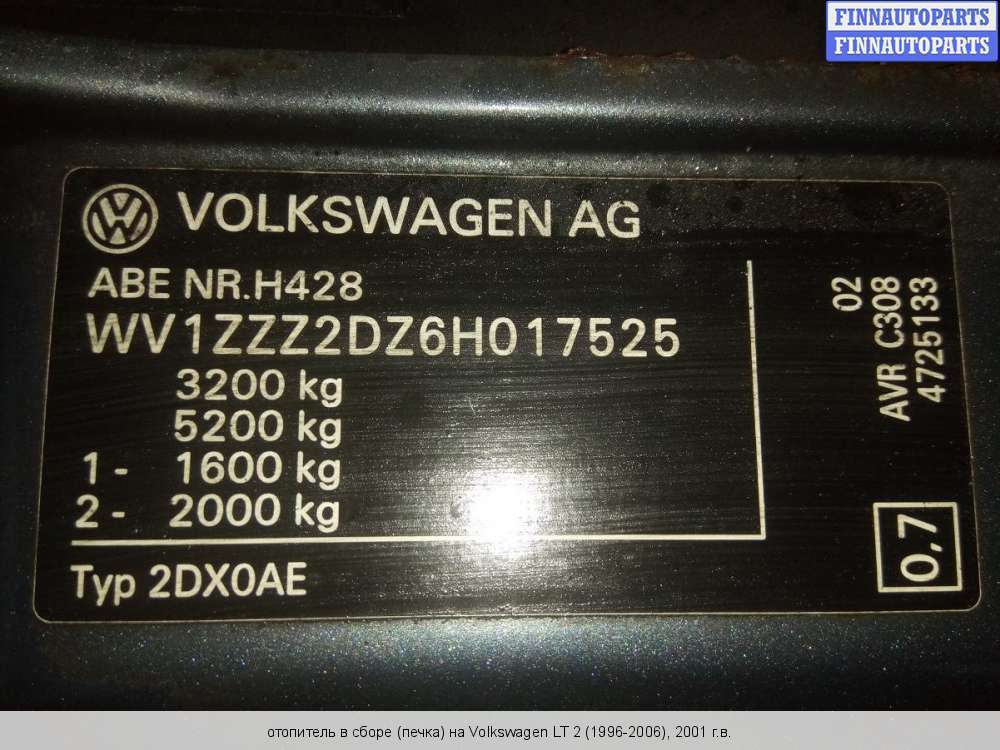 FINNAUTOPARTS
FINNAUTOPARTS
VOLKSWAGEN AG
ABE NR.H428
WV1ZZZ2DZ6H017525
3200 kg
5200 kg
1 - 1600 kg
2 - 2000 kg
Typ 2DX0AE
02
AVR C308
4725133
0,7
отопитель в сборе (печка) на Volkswagen LT 2 (1996-2006), 2001 г.в.